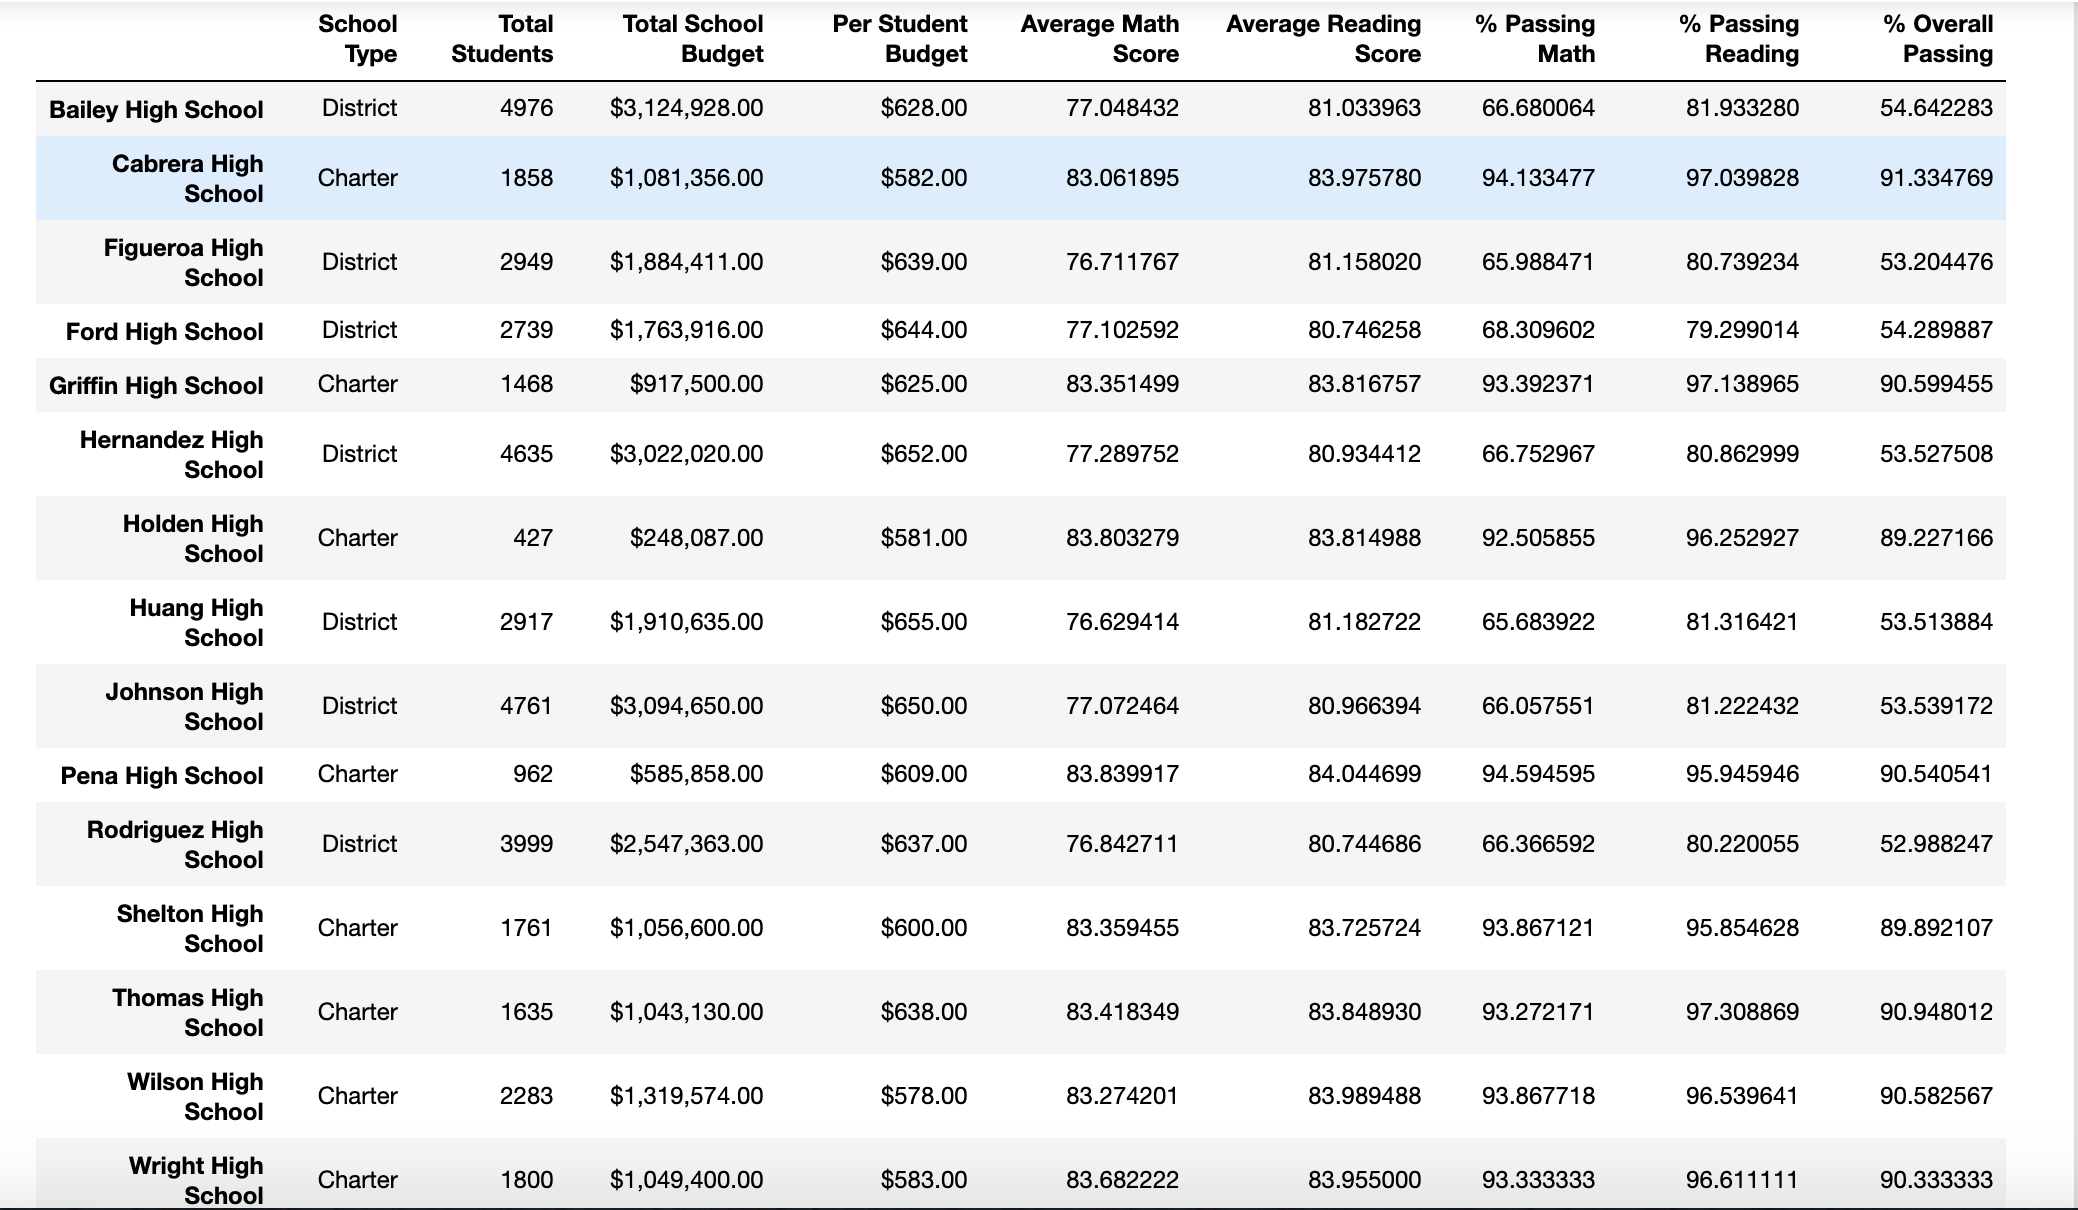 School Type Total Students Total School Budget Per Student Budget Average Math Score Average Reading Score % Passing Math % Passing Reading % Overall Passing
Bailey High School District 4976 $3,124,928.00 $628.00 77.048432 81.033963 66.680064 81.933280 54.642283
Cabrera High School Charter 1858 $1,081,356.00 $582.00 83.061895 83.975780 94.133477 97.039828 91.334769
Figueroa High School District 2949 $1,884,411.00 $639.00 76.711767 81.158020 65.988471 80.739234 53.204476
Ford High School District 2739 $1,763,916.00 $644.00 77.102592 80.746258 68.309602 79.299014 54.289887
Griffin High School Charter 1468 $917,500.00 $625.00 83.351499 83.816757 93.392371 97.138965 90.599455
Hernandez High School District 4635 $3,022,020.00 $652.00 77.289752 80.934412 66.752967 80.862999 53.527508
Holden High School Charter 427 $248,087.00 $581.00 83.803279 83.814988 92.505855 96.252927 89.227166
Huang High School District 2917 $1,910,635.00 $655.00 76.629414 81.182722 65.683922 81.316421 53.513884
Johnson High School District 4761 $3,094,650.00 $650.00 77.072464 80.966394 66.057551 81.222432 53.539172
Pena High School Charter 962 $585,858.00 $609.00 83.839917 84.044699 94.594595 95.945946 90.540541
Rodriguez High School District 3999 $2,547,363.00 $637.00 76.842711 80.744686 66.366592 80.220055 52.988247
Shelton High School Charter 1761 $1,056,600.00 $600.00 83.359455 83.725724 93.867121 95.854628 89.892107
Thomas High School Charter 1635 $1,043,130.00 $638.00 83.418349 83.848930 93.272171 97.308869 90.948012
Wilson High School Charter 2283 $1,319,574.00 $578.00 83.274201 83.989488 93.867718 96.539641 90.582567
Wright High School Charter 1800 $1,049,400.00 $583.00 83.682222 83.955000 93.333333 96.611111 90.333333